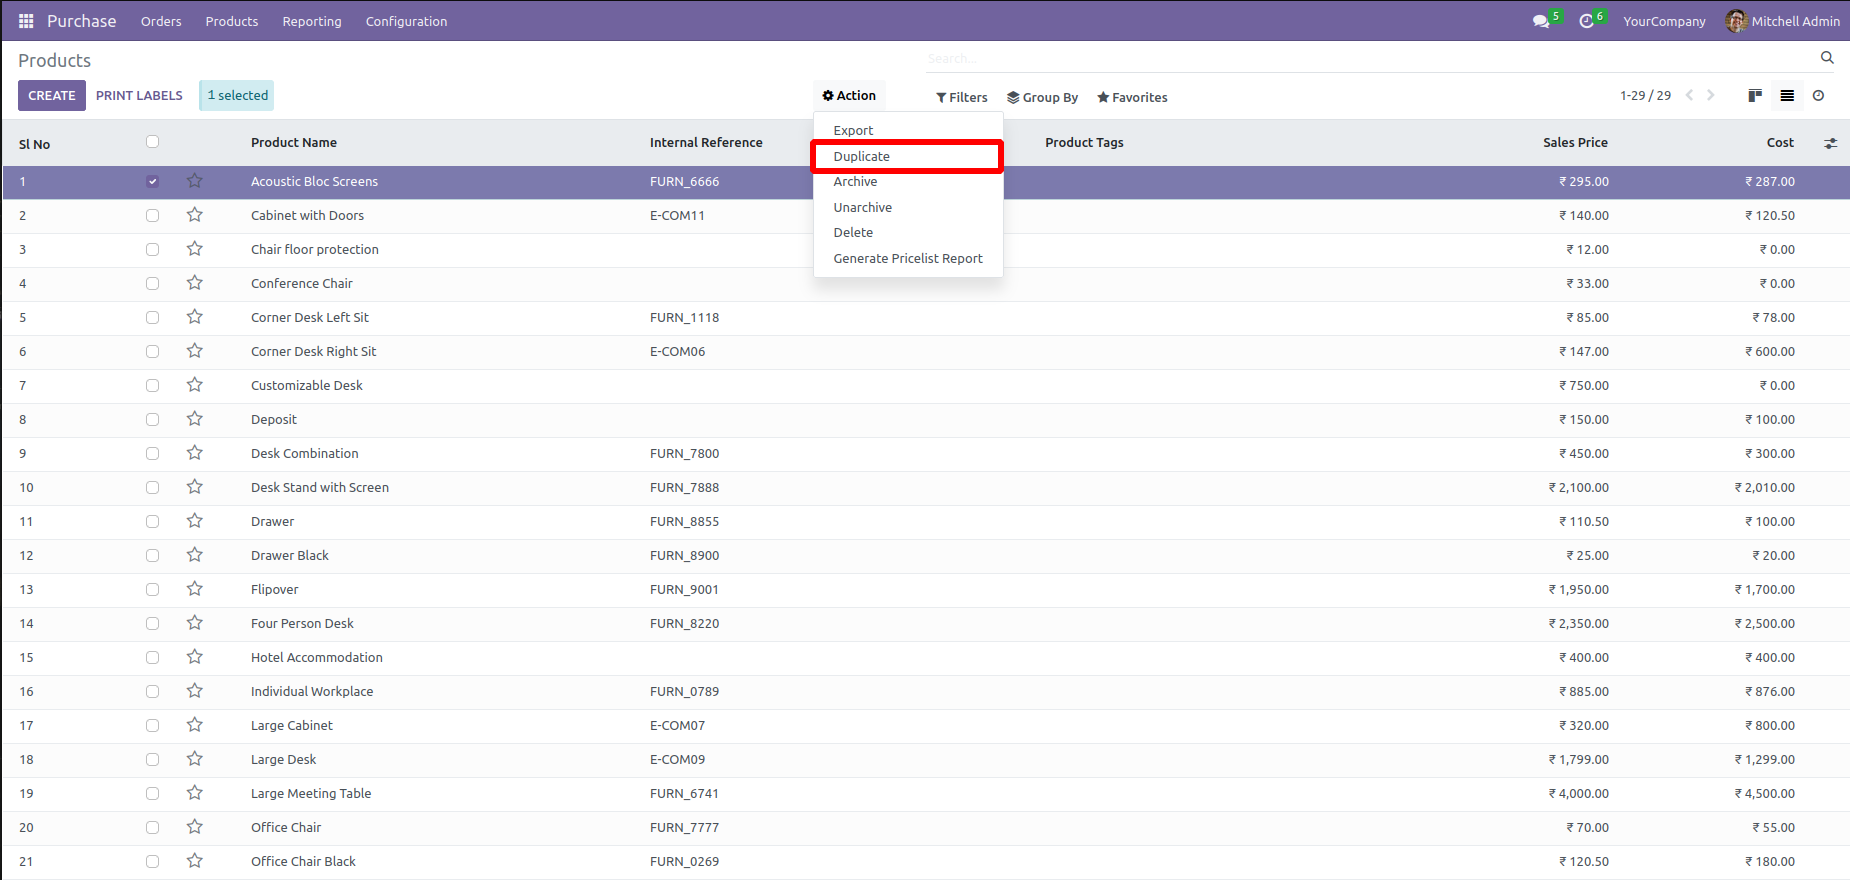 Purchase Orders Products Reporting Configuration 5 6 YourCompany Mitchell Admin
Products Search...
CREATE PRINT LABELS 1 selected Action Filters Group By Favorites 1-29 / 29
Export
Duplicate
Archive
Unarchive
Delete
Generate Pricelist Report
Sl No Product Name Internal Reference Product Tags Sales Price Cost
1 Acoustic Bloc Screens FURN_6666 ₹ 295.00 ₹ 287.00
2 Cabinet with Doors E-COM11 ₹ 140.00 ₹ 120.50
3 Chair floor protection ₹ 12.00 ₹ 0.00
4 Conference Chair ₹ 33.00 ₹ 0.00
5 Corner Desk Left Sit FURN_1118 ₹ 85.00 ₹ 78.00
6 Corner Desk Right Sit E-COM06 ₹ 147.00 ₹ 600.00
7 Customizable Desk ₹ 750.00 ₹ 0.00
8 Deposit ₹ 150.00 ₹ 100.00
9 Desk Combination FURN_7800 ₹ 450.00 ₹ 300.00
10 Desk Stand with Screen FURN_7888 ₹ 2,100.00 ₹ 2,010.00
11 Drawer FURN_8855 ₹ 110.50 ₹ 100.00
12 Drawer Black FURN_8900 ₹ 25.00 ₹ 20.00
13 Flipover FURN_9001 ₹ 1,950.00 ₹ 1,700.00
14 Four Person Desk FURN_8220 ₹ 2,350.00 ₹ 2,500.00
15 Hotel Accommodation ₹ 400.00 ₹ 400.00
16 Individual Workplace FURN_0789 ₹ 885.00 ₹ 876.00
17 Large Cabinet E-COM07 ₹ 320.00 ₹ 800.00
18 Large Desk E-COM09 ₹ 1,799.00 ₹ 1,299.00
19 Large Meeting Table FURN_6741 ₹ 4,000.00 ₹ 4,500.00
20 Office Chair FURN_7777 ₹ 70.00 ₹ 55.00
21 Office Chair Black FURN_0269 ₹ 120.50 ₹ 180.00